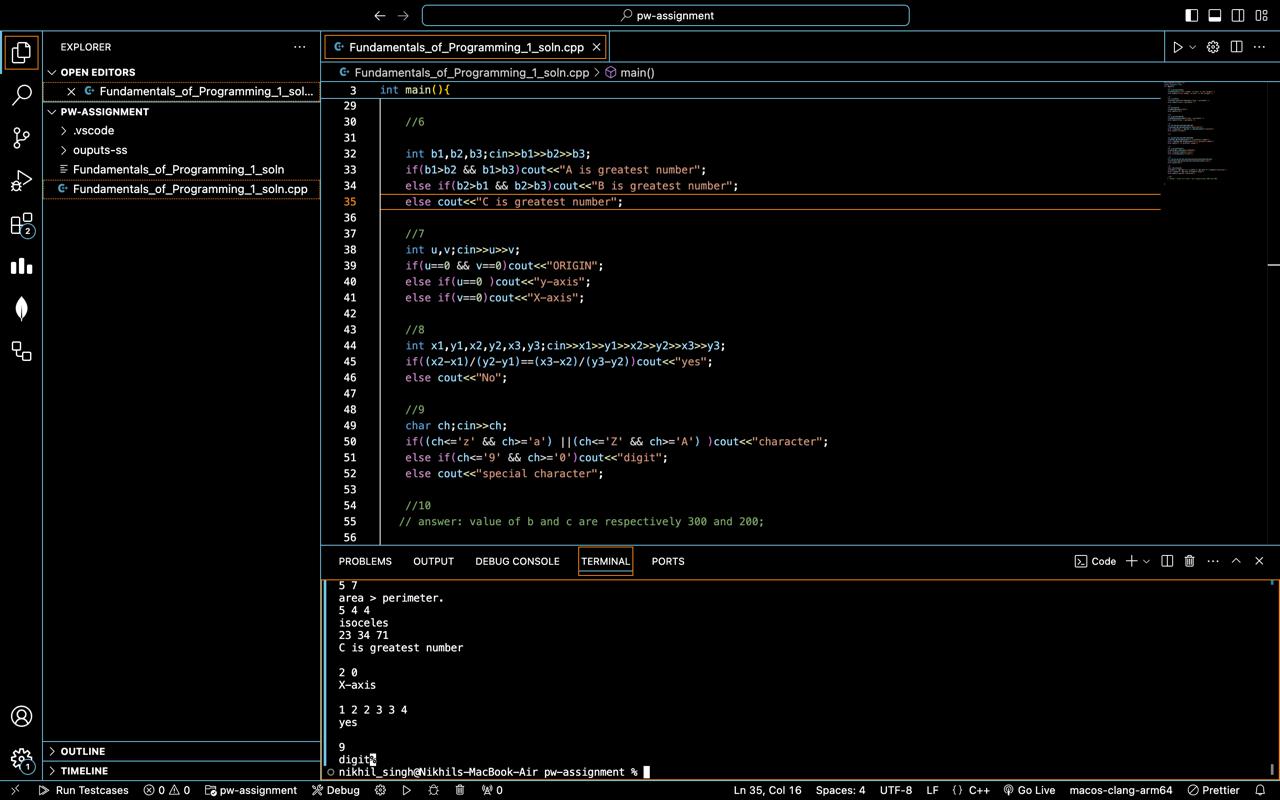 pw-assignment
EXPLORER
OPEN EDITORS
Fundamentals_of_Programming_1_sol...
PW-ASSIGNMENT
.vscode
ouputs-ss
Fundamentals_of_Programming_1_soln
Fundamentals_of_Programming_1_soln.cpp
OUTLINE
TIMELINE
Fundamentals_of_Programming_1_soln.cpp
Fundamentals_of_Programming_1_soln.cpp > main()
3 int main(){
29
30 //6
31
32 int b1,b2,b3;cin>>b1>>b2>>b3;
33 if(b1>b2 && b1>b3)cout<<"A is greatest number";
34 else if(b2>b1 && b2>b3)cout<<"B is greatest number";
35 else cout<<"C is greatest number";
36
37 //7
38 int u,v;cin>>u>>v;
39 if(u==0 && v==0)cout<<"ORIGIN";
40 else if(u==0 )cout<<"y-axis";
41 else if(v==0)cout<<"X-axis";
42
43 //8
44 int x1,y1,x2,y2,x3,y3;cin>>x1>>y1>>x2>>y2>>x3>>y3;
45 if((x2-x1)/(y2-y1)==(x3-x2)/(y3-y2))cout<<"yes";
46 else cout<<"No";
47
48 //9
49 char ch;cin>>ch;
50 if((ch<='z' && ch>='a') ||(ch<='Z' && ch>='A') )cout<<"character";
51 else if(ch<='9' && ch>='0')cout<<"digit";
52 else cout<<"special character";
53
54 //10
55 // answer: value of b and c are respectively 300 and 200;
56
PROBLEMS OUTPUT DEBUG CONSOLE TERMINAL PORTS Code
5 7
area > perimeter.
5 4 4
isoceles
23 34 71
C is greatest number
2 0
X-axis
1 2 2 3 3 4
yes
9
digit%
nikhil_singh@Nikhils-MacBook-Air pw-assignment %
2
1
Run Testcases 0 0 pw-assignment Debug 0 Ln 35, Col 16 Spaces: 4 UTF-8 LF {} C++ Go Live macos-clang-arm64 Prettier